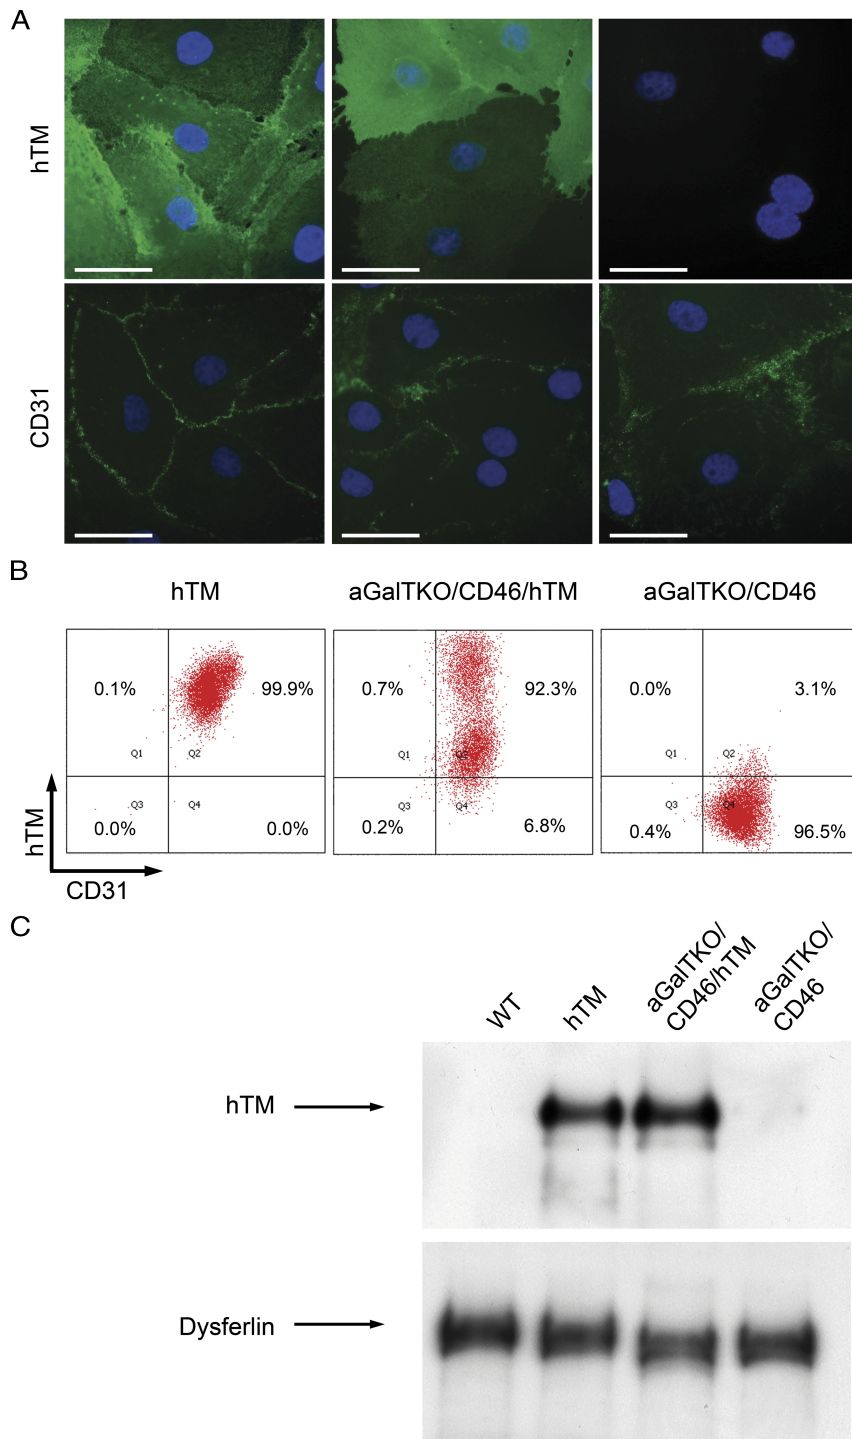 A
hTM
CD31
B
hTM
aGalTKO/CD46/hTM
aGalTKO/CD46
0.1%
99.9%
Q1
Q2
Q3
Q4
0.0%
0.0%
0.7%
92.3%
Q1
Q3
Q4
0.2%
6.8%
0.0%
3.1%
Q1
Q2
Q3
Q4
0.4%
96.5%
hTM
CD31
C
WT
hTM
aGalTKO/
CD46/hTM
aGalTKO/
CD46
hTM
Dysferlin